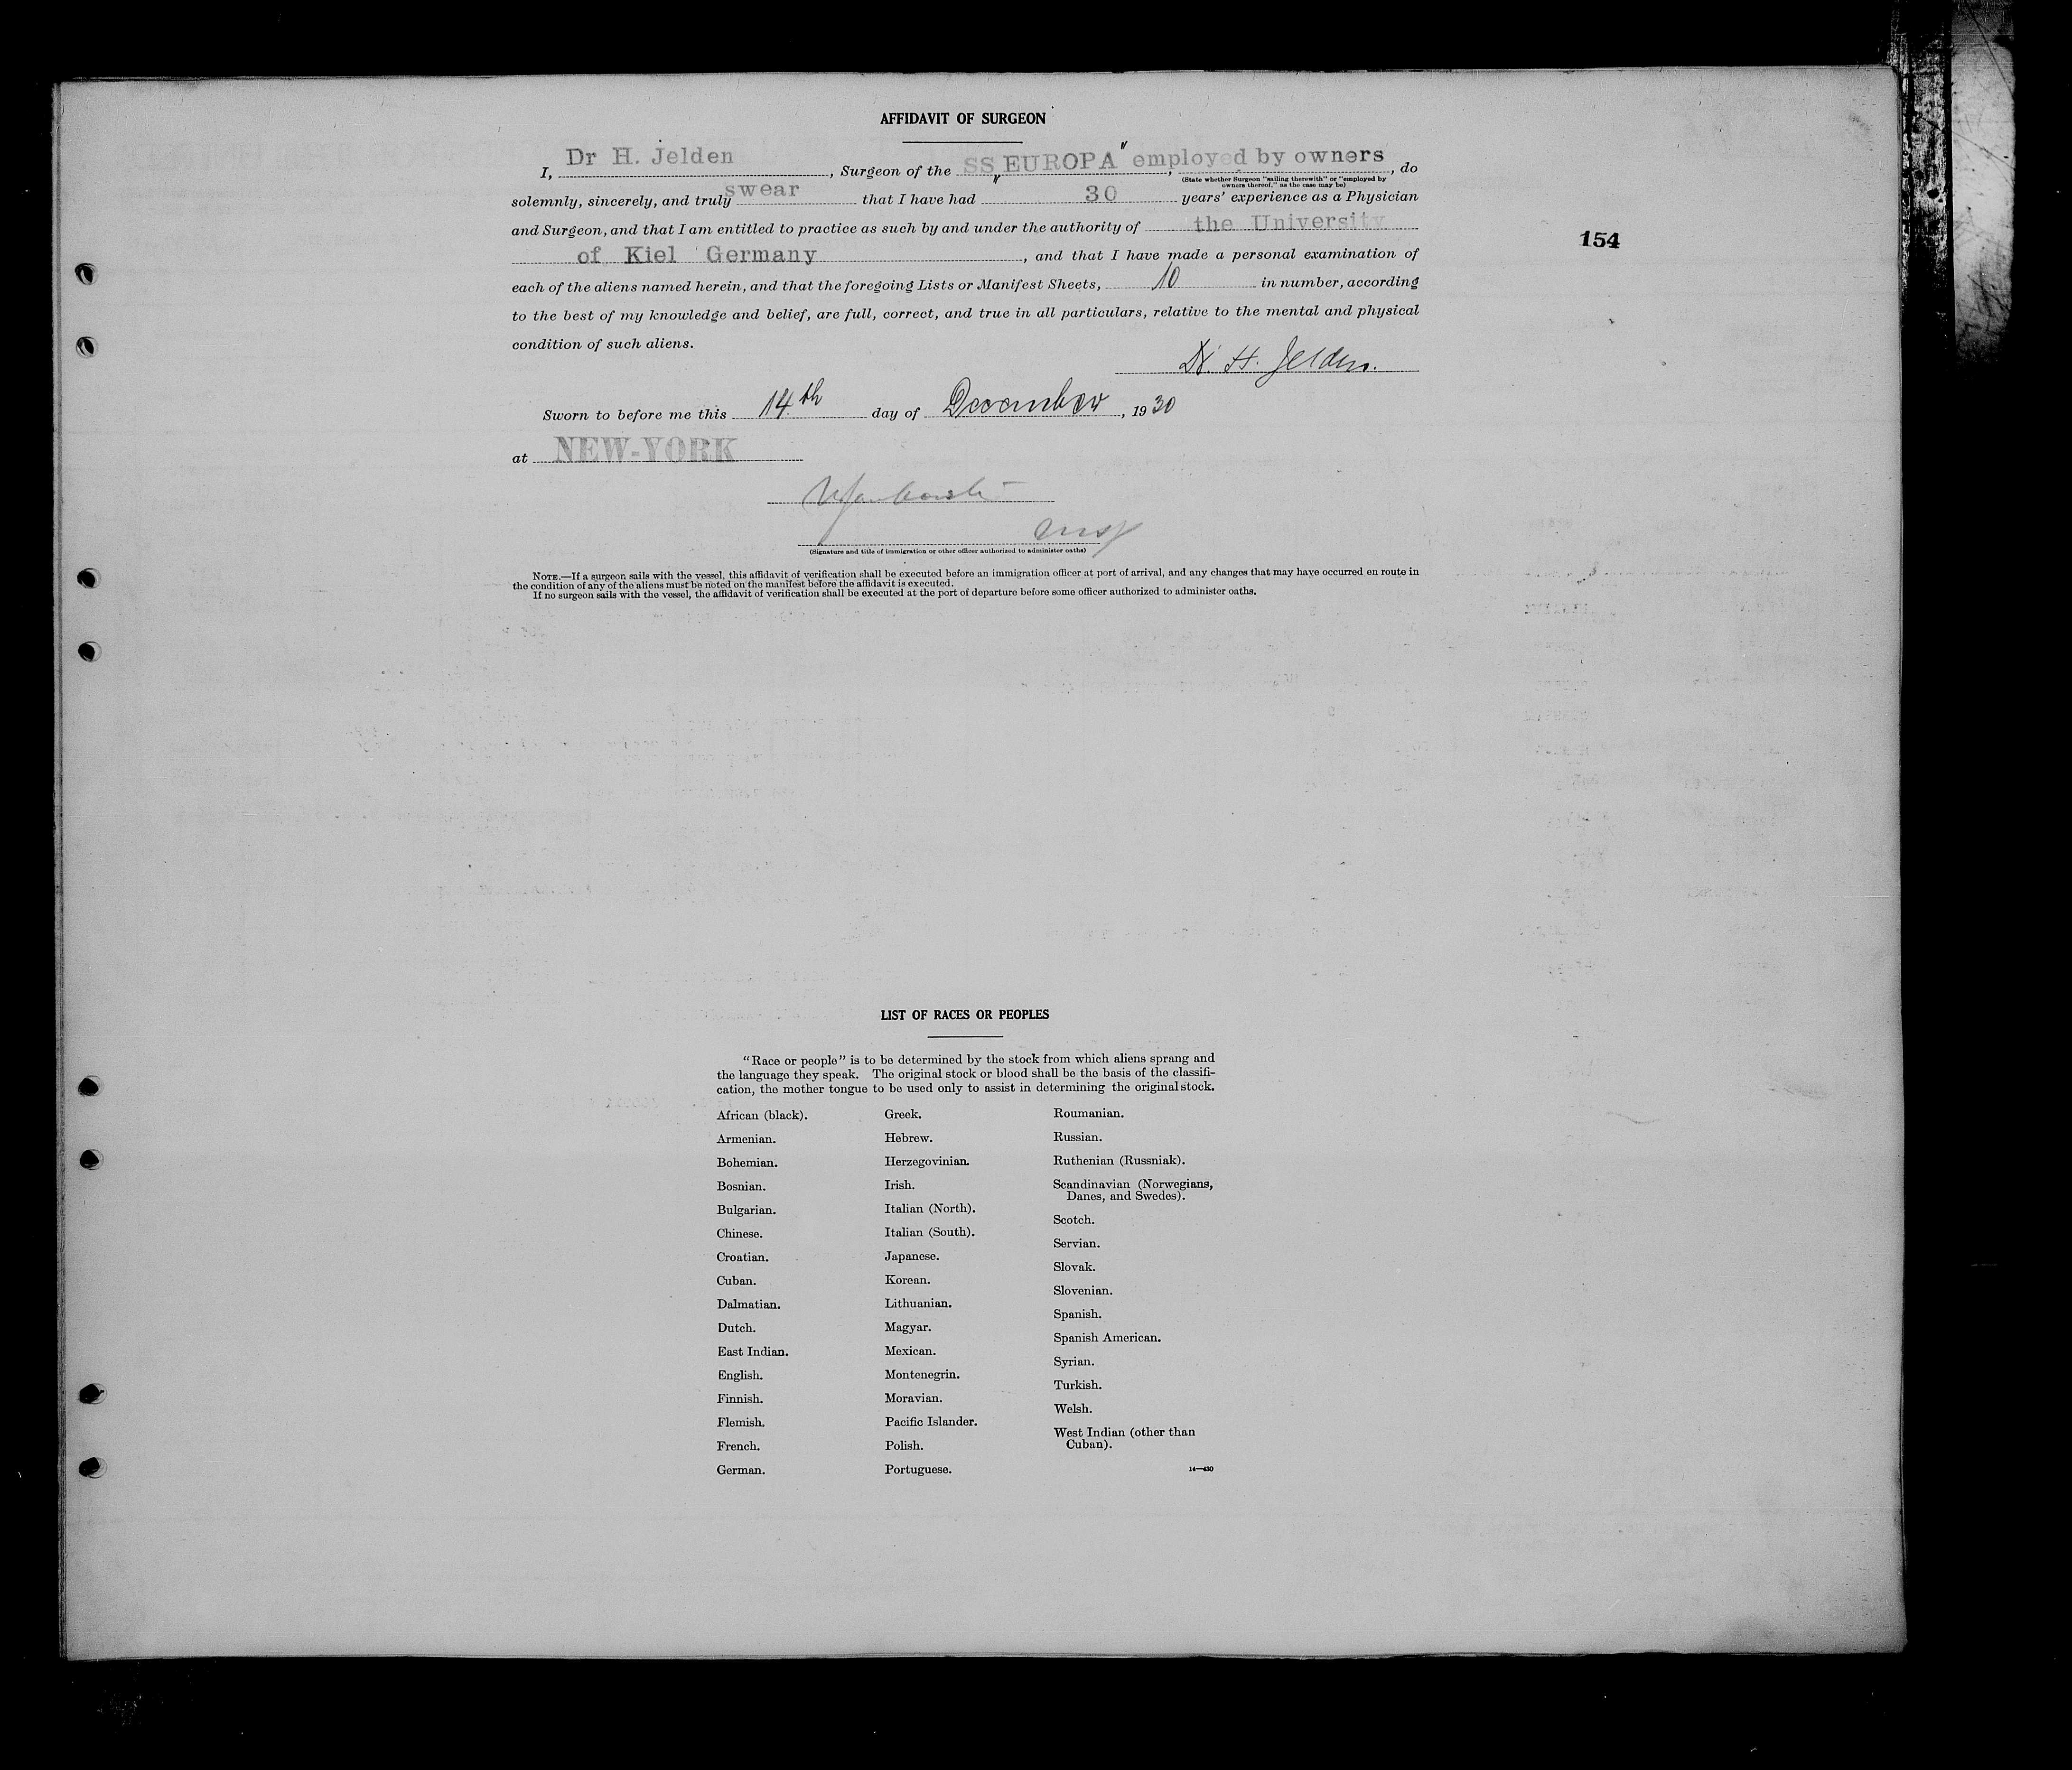 AFFIDAVIT OF SURGEON
I, Dr H. Jelden, Surgeon of the SS "EUROPA", employed by owners, do
(State whether Surgeon "sailing therewith" or "employed by
owners thereof," as the case may be)
solemnly, sincerely, and truly swear that I have had 30 years' experience as a Physician
and Surgeon, and that I am entitled to practice as such by and under the authority of the University
of Kiel Germany, and that I have made a personal examination of
154
each of the aliens named herein, and that the foregoing Lists or Manifest Sheets, 10 in number, according
to the best of my knowledge and belief, are full, correct, and true in all particulars, relative to the mental and physical
condition of such aliens.
Dr. H. Jelden.
Sworn to before me this 14th day of December, 1930
at NEW-YORK
(Signature and title of immigration or other officer authorized to administer oaths)
NOTE.—If a surgeon sails with the vessel, this affidavit of verification shall be executed before an immigration officer at port of arrival, and any changes that may have occurred en route in
the condition of any of the aliens must be noted on the manifest before the affidavit is executed.
If no surgeon sails with the vessel, the affidavit of verification shall be executed at the port of departure before some officer authorized to administer oaths.
LIST OF RACES OR PEOPLES
"Race or people" is to be determined by the stock from which aliens sprang and
the language they speak. The original stock or blood shall be the basis of the classifi-
cation, the mother tongue to be used only to assist in determining the original stock.
African (black).
Armenian.
Bohemian.
Bosnian.
Bulgarian.
Chinese.
Croatian.
Cuban.
Dalmatian.
Dutch.
East Indian.
English.
Finnish.
Flemish.
French.
German.
Greek.
Hebrew.
Herzegovinian.
Irish.
Italian (North).
Italian (South).
Japanese.
Korean.
Lithuanian.
Magyar.
Mexican.
Montenegrin.
Moravian.
Pacific Islander.
Polish.
Portuguese.
Roumanian.
Russian.
Ruthenian (Russniak).
Scandinavian (Norwegians,
Danes, and Swedes).
Scotch.
Servian.
Slovak.
Slovenian.
Spanish.
Spanish American.
Syrian.
Turkish.
Welsh.
West Indian (other than
Cuban).
14—430